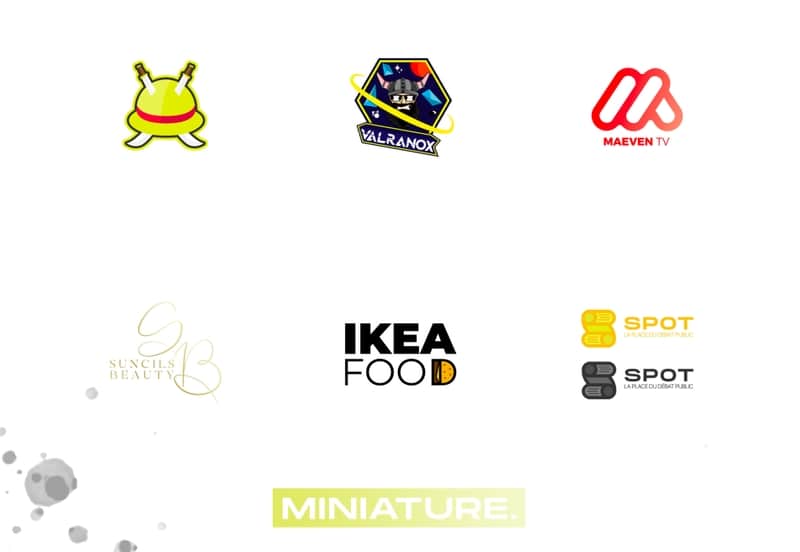 VALRANOX
MAEVEN TV
SB
SUNCILS
BEAUTY
IKEA
FOOD
SPOT
LA PLACE DU DÉBAT PUBLIC
SPOT
LA PLACE DU DÉBAT PUBLIC
MINIATURE.